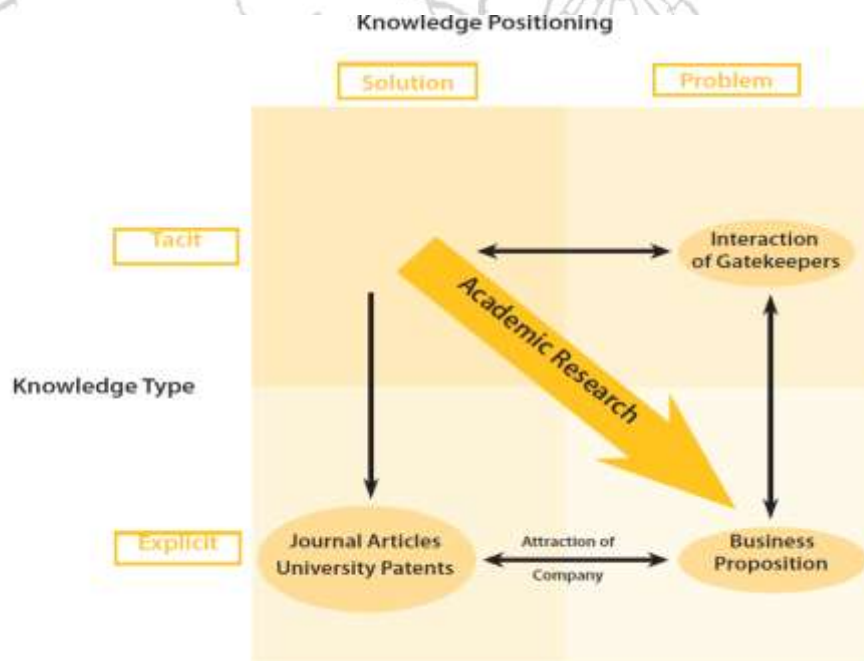 Knowledge Positioning
Solution
Problem
Tacit
Interaction
of Gatekeepers
Academic Research
Knowledge Type
Explicit
Journal Articles
University Patents
Attraction of
Company
Business
Proposition